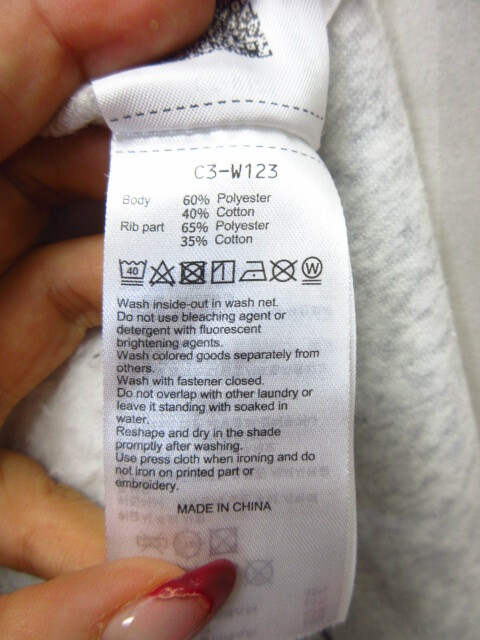 C3-W123
Body 60% Polyester
40% Cotton
Rib part 65% Polyester
35% Cotton
40 W
Wash inside-out in wash net.
Do not use bleaching agent or
detergent with fluorescent
brightening agents.
Wash colored goods separately from
others.
Wash with fastener closed.
Do not overlap with other laundry or
leave it standing with soaked in
water.
Reshape and dry in the shade
promptly after washing.
Use press cloth when ironing and do
not iron on printed part or
embroidery.
MADE IN CHINA